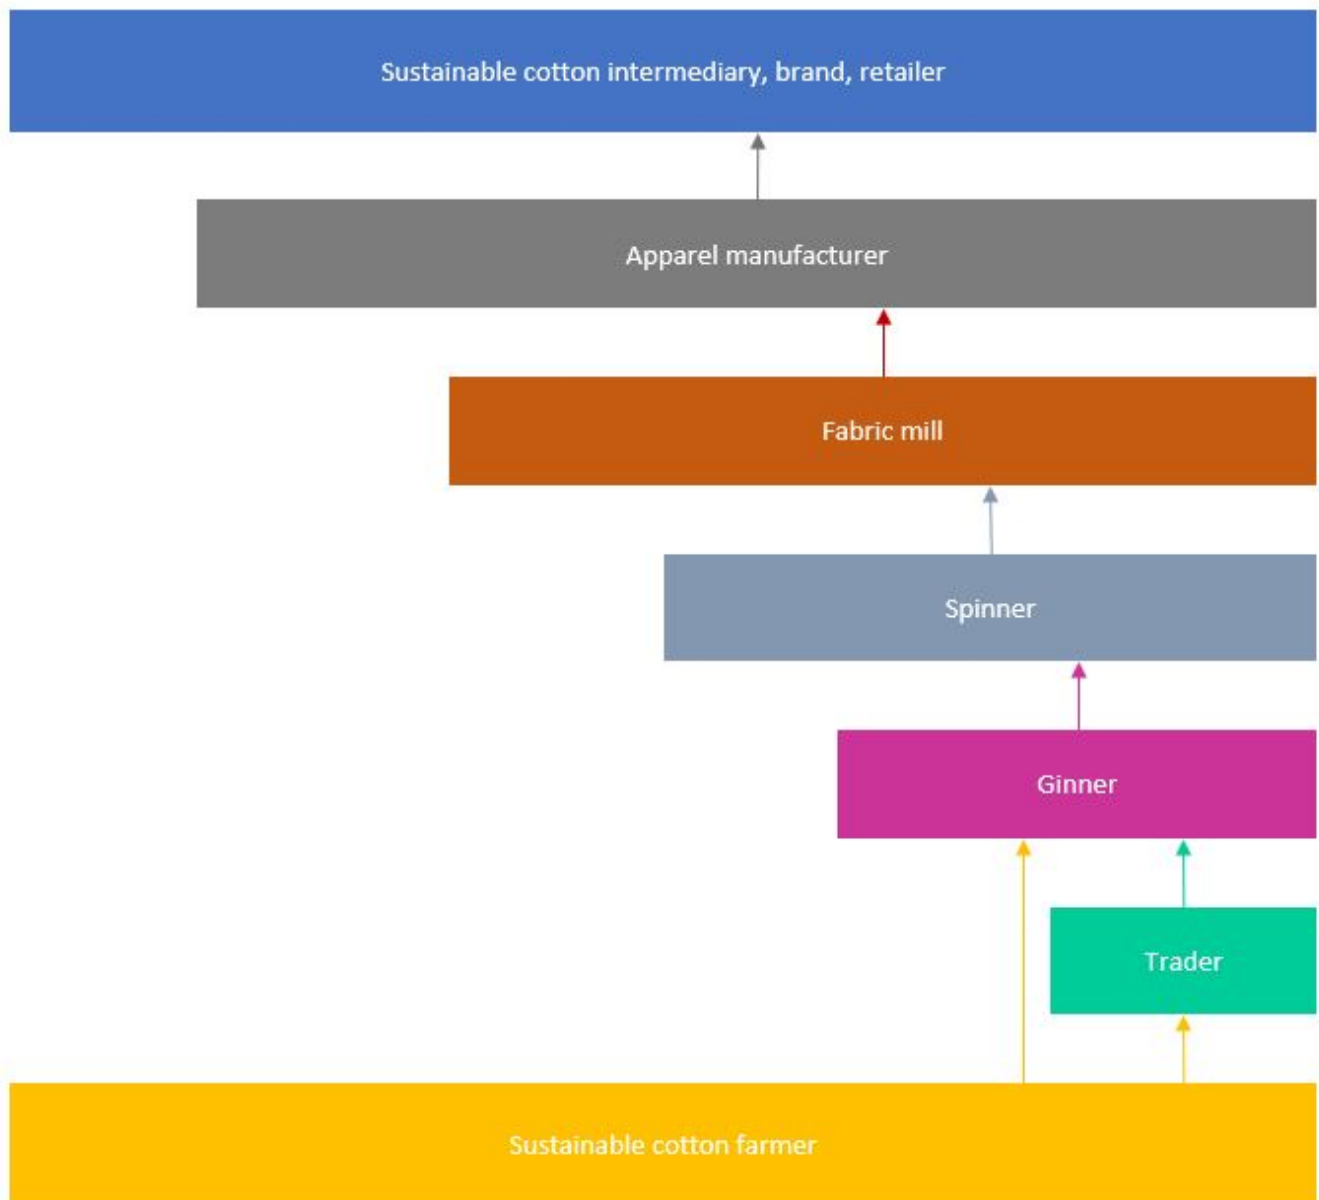 Sustainable cotton intermediary, brand, retailer
Apparel manufacturer
Fabric mill
Spinner
Ginner
Trader
Sustainable cotton farmer